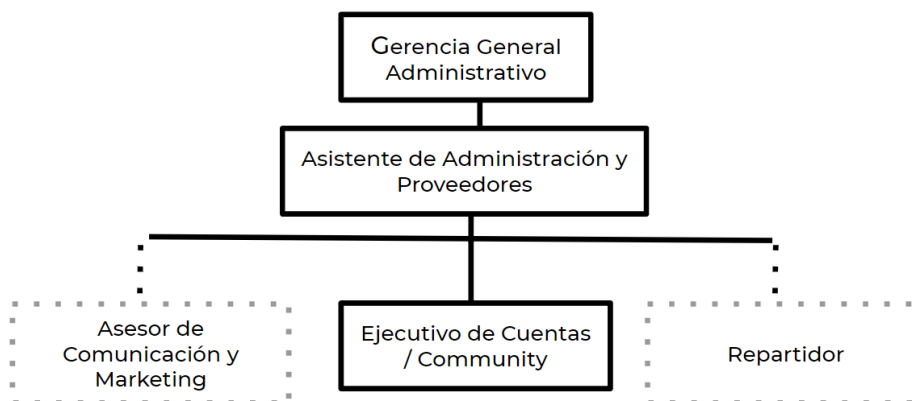 Gerencia General
Administrativo
Asistente de Administración y
Proveedores
Asesor de
Comunicación y
Marketing
Ejecutivo de Cuentas
/ Community
Repartidor